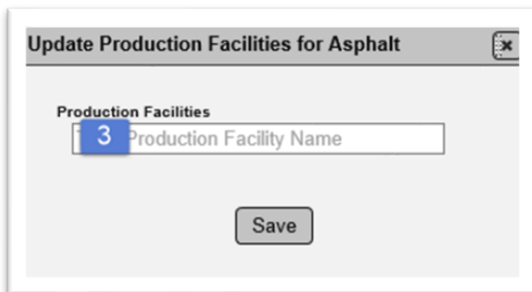 Update Production Facilities for Asphalt
x
Production Facilities
3 Production Facility Name
Save